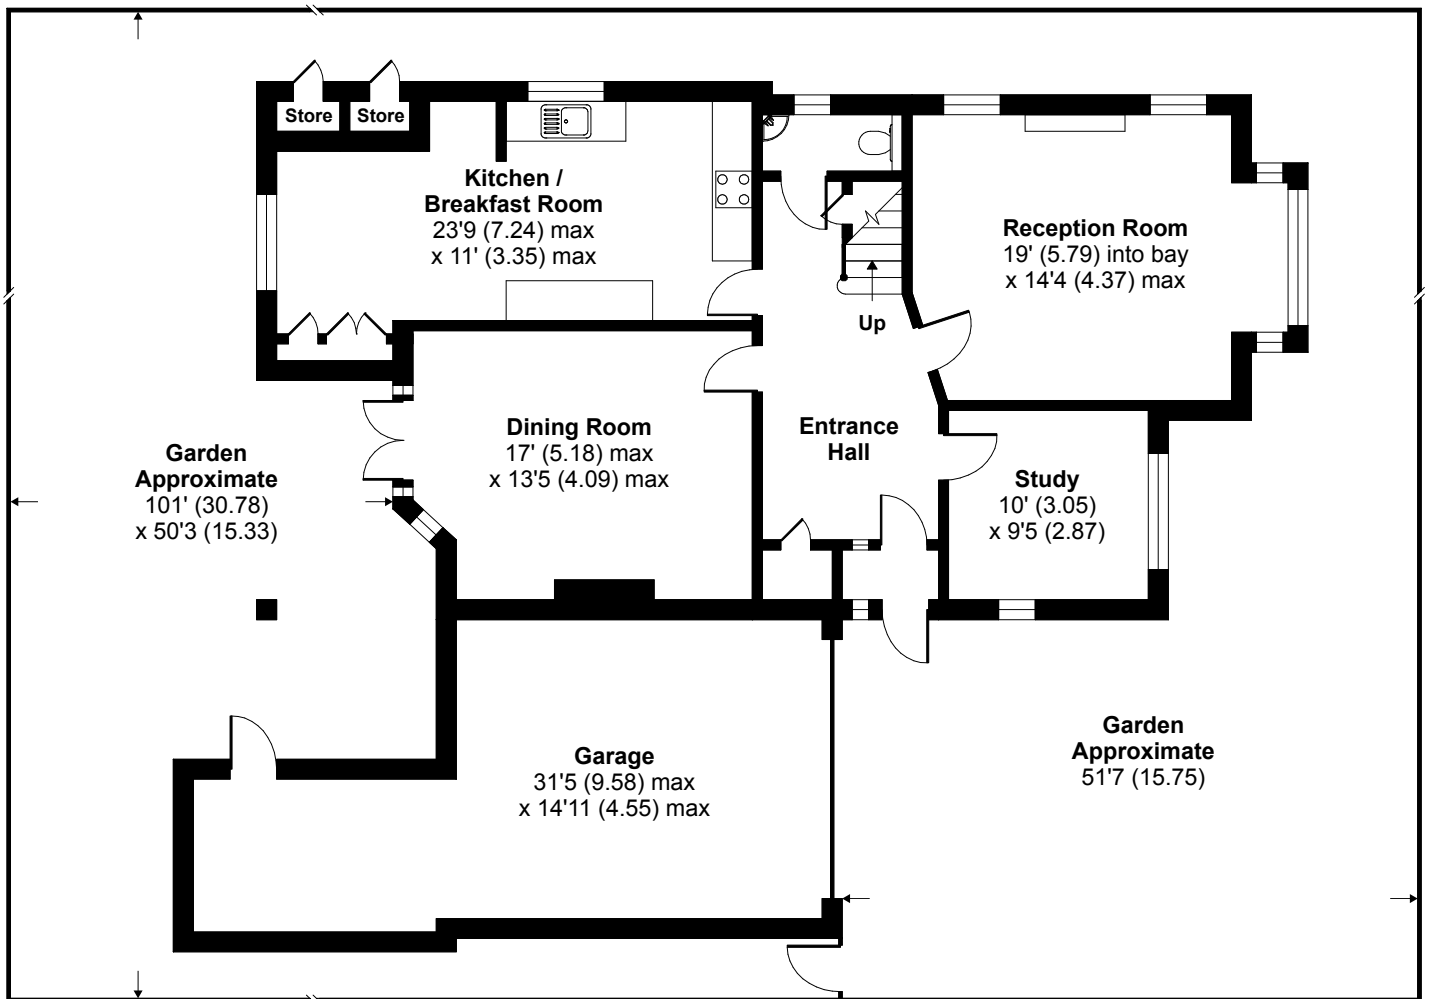 Store
Store
Kitchen /
Breakfast Room
23'9 (7.24) max
x 11' (3.35) max
Reception Room
19' (5.79) into bay
x 14'4 (4.37) max
Up
Dining Room
17' (5.18) max
x 13'5 (4.09) max
Entrance
Hall
Garden
Approximate
101' (30.78)
x 50'3 (15.33)
Study
10' (3.05)
x 9'5 (2.87)
Garage
31'5 (9.58) max
x 14'11 (4.55) max
Garden
Approximate
51'7 (15.75)